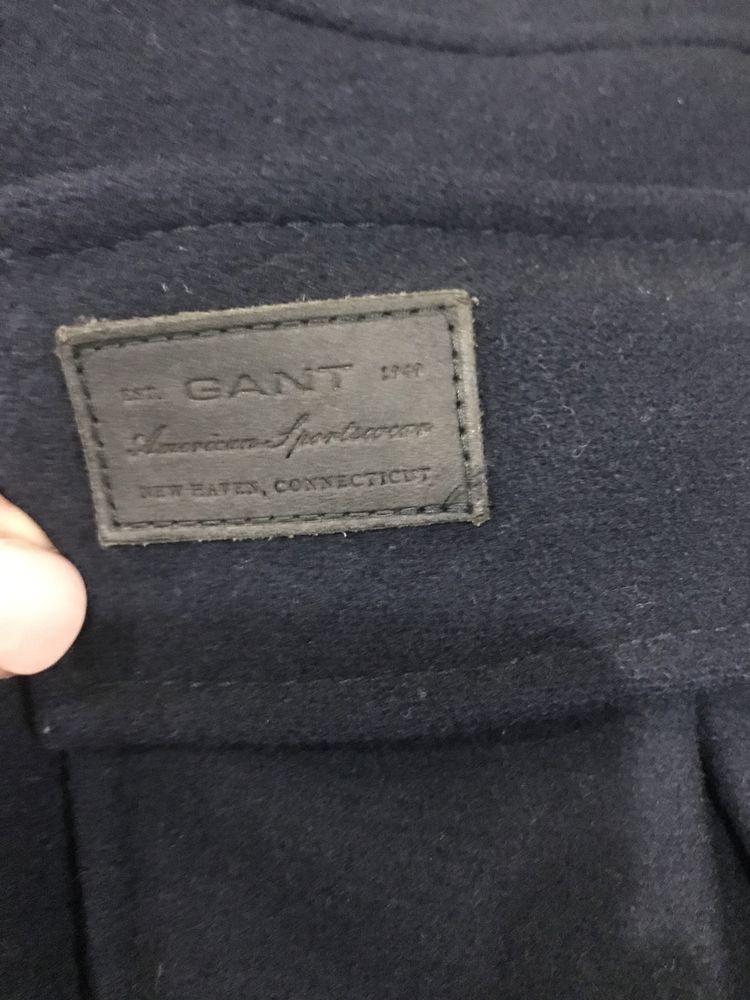 EST. GANT 1949
American Sportswear
NEW HAVEN, CONNECTICUT